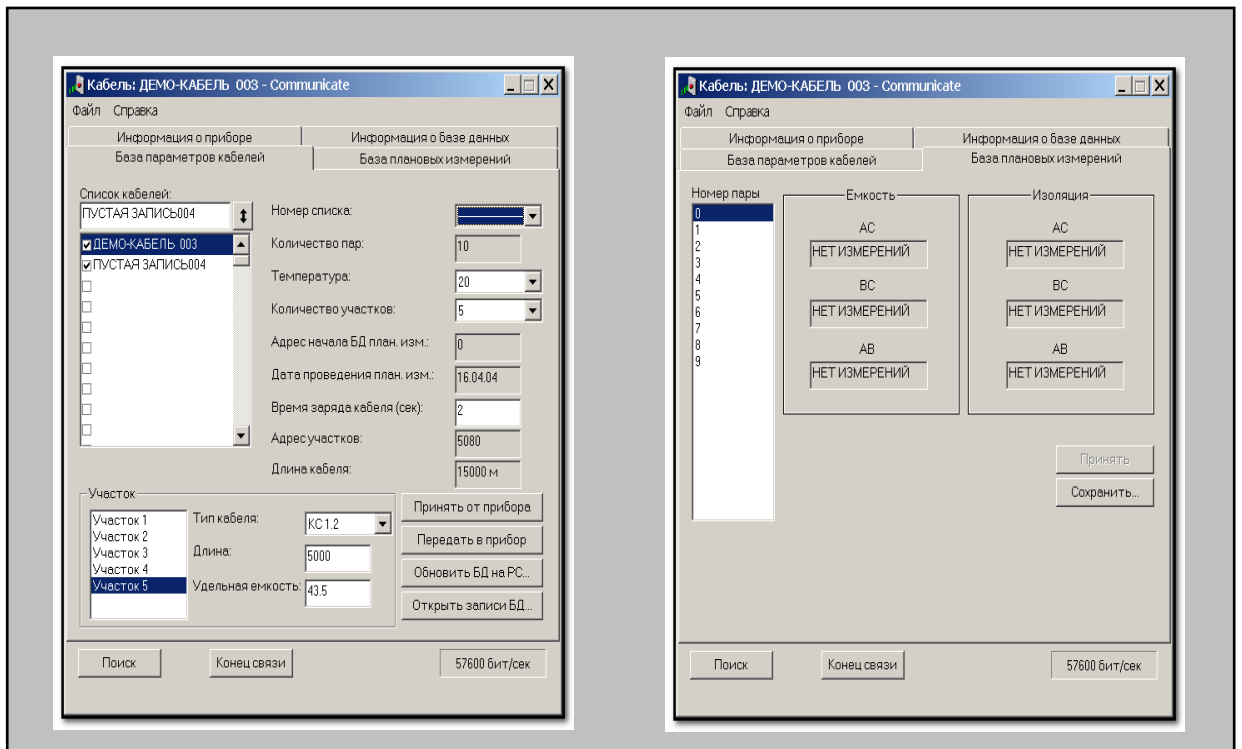 Кабель: ДЕМО-КАБЕЛЬ 003 - Communicate
Файл Справка
Информация о приборе
Информация о базе данных
База параметров кабелей
База плановых измерений
Список кабелей:
ПУСТАЯ ЗАПИСЬ004
ДЕМО-КАБЕЛЬ 003
ПУСТАЯ ЗАПИСЬ004
Номер списка:
Количество пар: 10
Температура: 20
Количество участков: 5
Адрес начала БД план. изм.: 0
Дата проведения план. изм.: 16.04.04
Время заряда кабеля (сек): 2
Адрес участков: 5080
Длина кабеля: 15000 м
Участок
Участок 1
Участок 2
Участок 3
Участок 4
Участок 5
Тип кабеля: КС 1.2
Длина: 5000
Удельная емкость: 43.5
Принять от прибора
Передать в прибор
Обновить БД на PC...
Открыть записи БД...
Поиск
Конец связи
57600 бит/сек
Кабель: ДЕМО-КАБЕЛЬ 003 - Communicate
Файл Справка
Информация о приборе
Информация о базе данных
База параметров кабелей
База плановых измерений
Номер пары
0
1
2
3
4
5
6
7
8
9
Емкость
АС
НЕТ ИЗМЕРЕНИЙ
ВС
НЕТ ИЗМЕРЕНИЙ
АВ
НЕТ ИЗМЕРЕНИЙ
Изоляция
АС
НЕТ ИЗМЕРЕНИЙ
ВС
НЕТ ИЗМЕРЕНИЙ
АВ
НЕТ ИЗМЕРЕНИЙ
Принять
Сохранить...
Поиск
Конец связи
57600 бит/сек